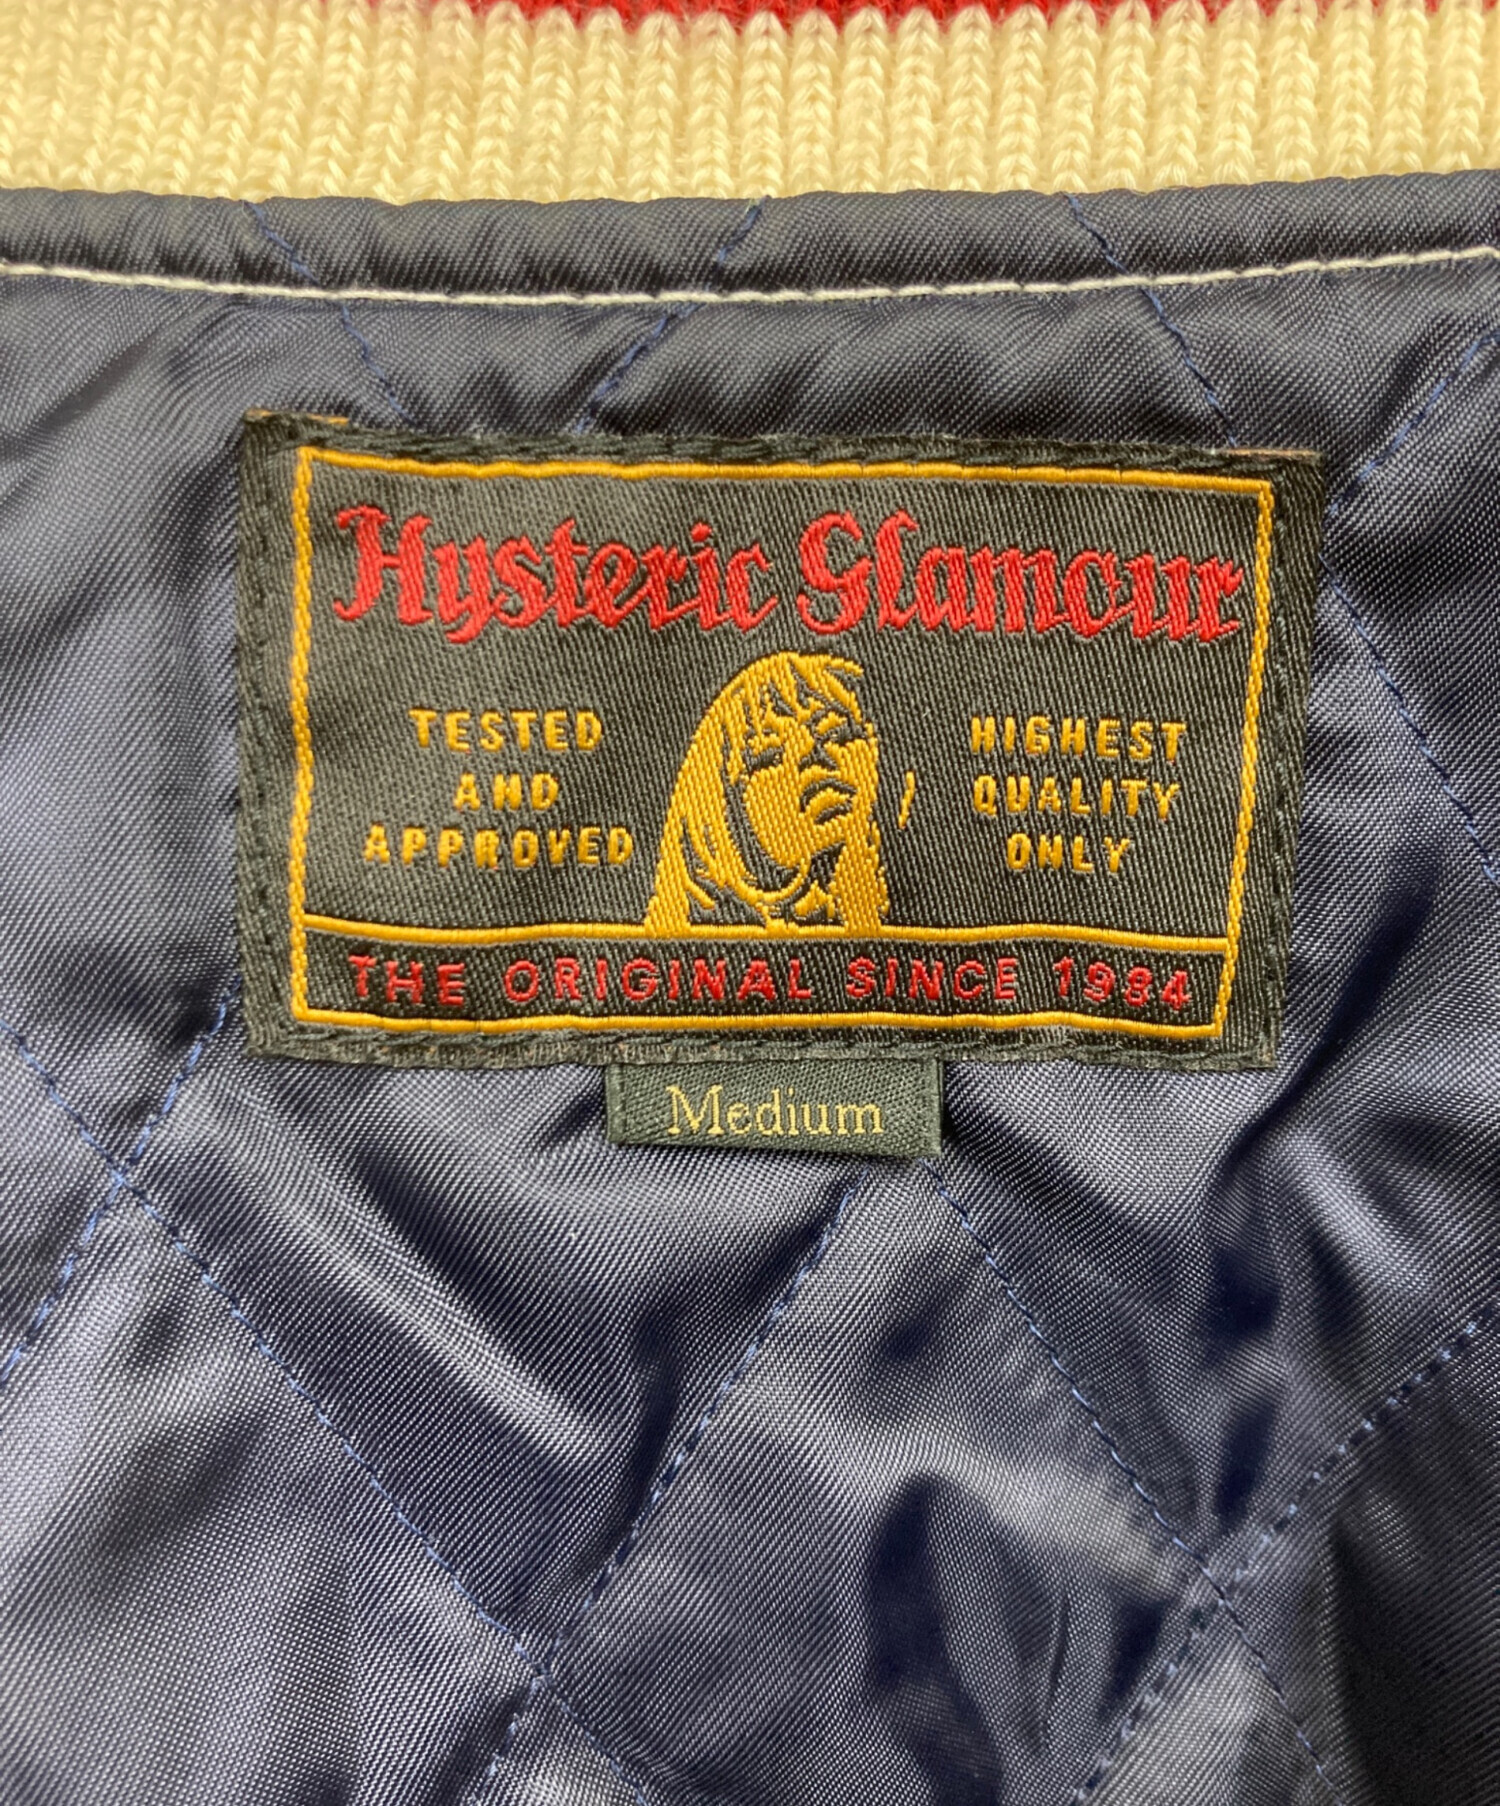 Hysteric Glamour
TESTED
AND
APPROVED
HIGHEST
QUALITY
ONLY
THE ORIGINAL SINCE 1984
Medium